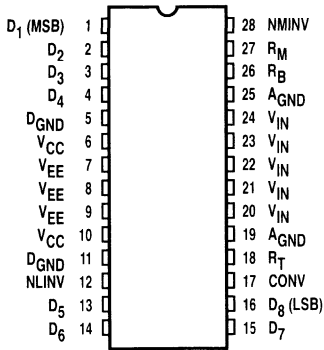 D1 (MSB) 1 28 NMINV
D2 2 27 RM
D3 3 26 RB
D4 4 25 AGND
DGND 5 24 VIN
VCC 6 23 VIN
VEE 7 22 VIN
VEE 8 21 VIN
VEE 9 20 VIN
VCC 10 19 AGND
DGND 11 18 RT
NLINV 12 17 CONV
D5 13 16 D8 (LSB)
D6 14 15 D7